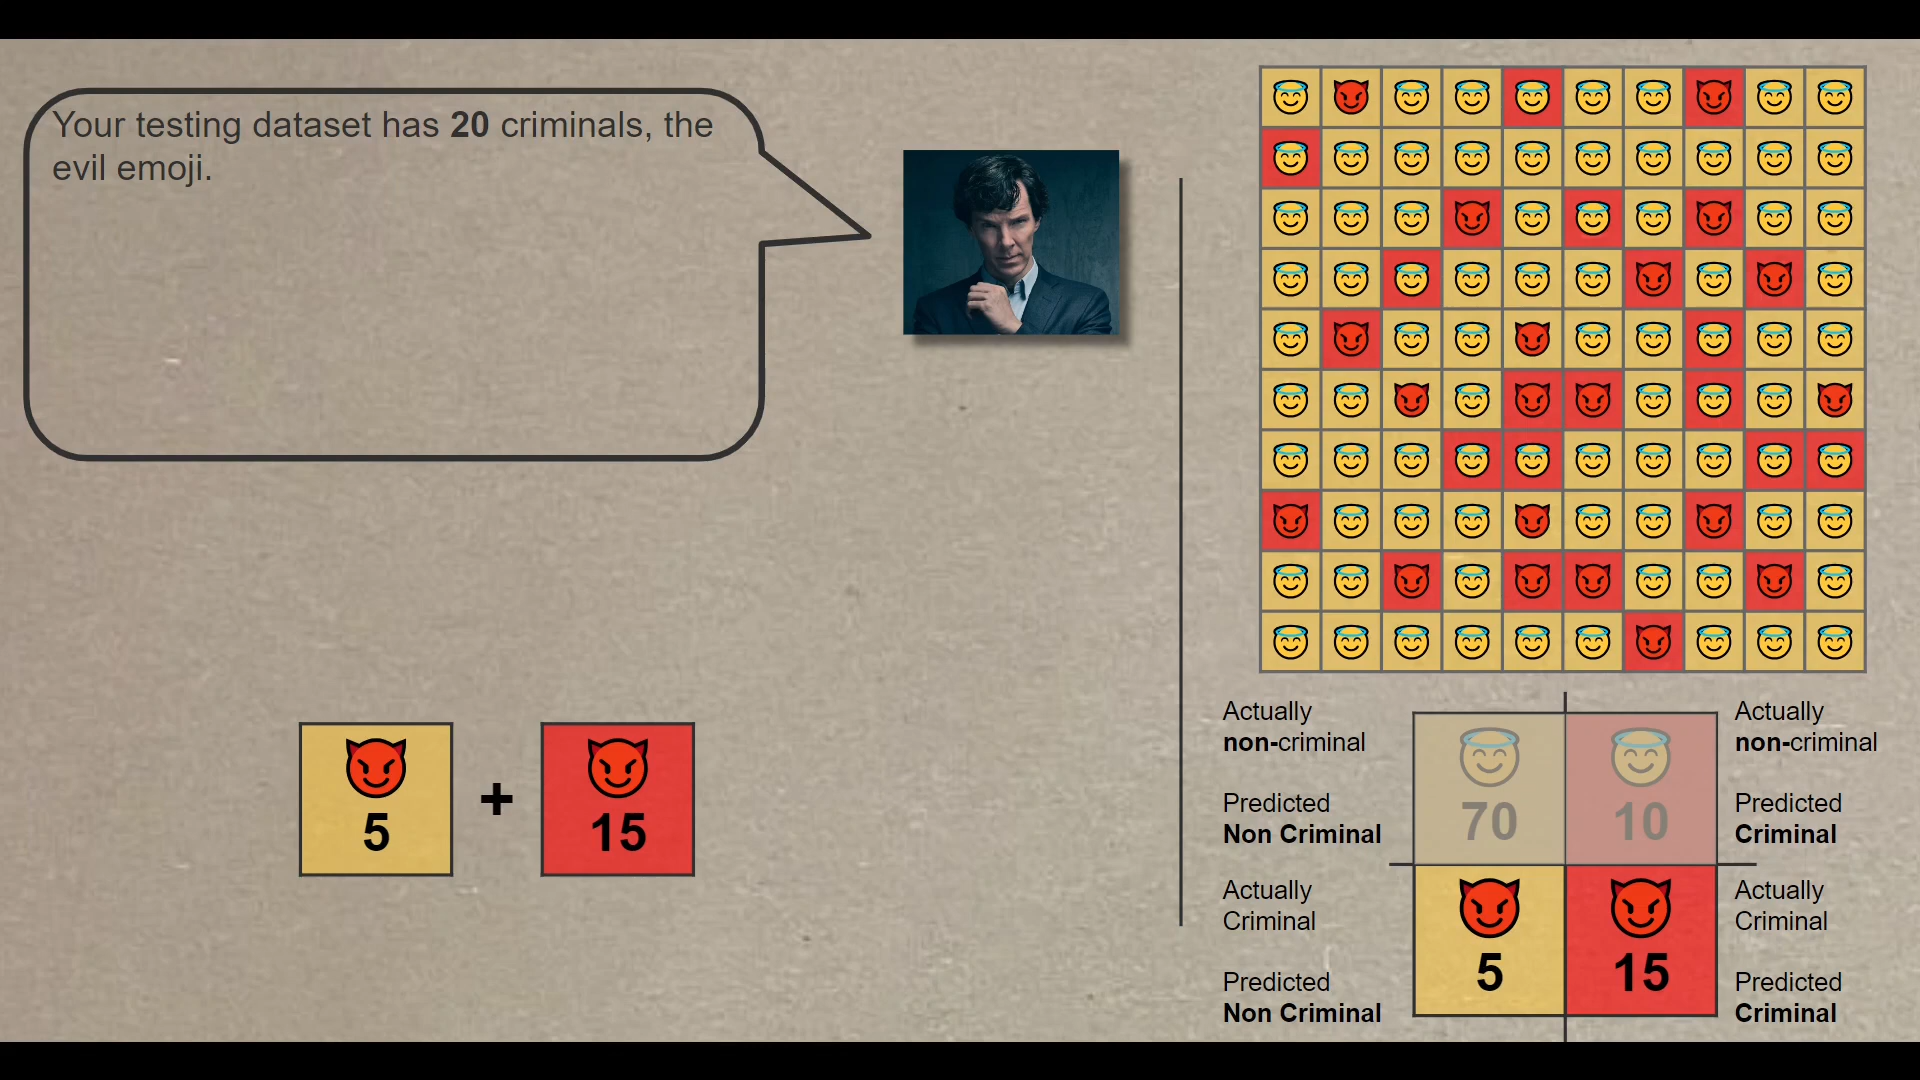 Your testing dataset has 20 criminals, the
evil emoji.
5
+
15
Actually
non-criminal
Predicted
Non Criminal
70
10
Actually
non-criminal
Predicted
Criminal
Actually
Criminal
Predicted
Non Criminal
5
15
Actually
Criminal
Predicted
Criminal